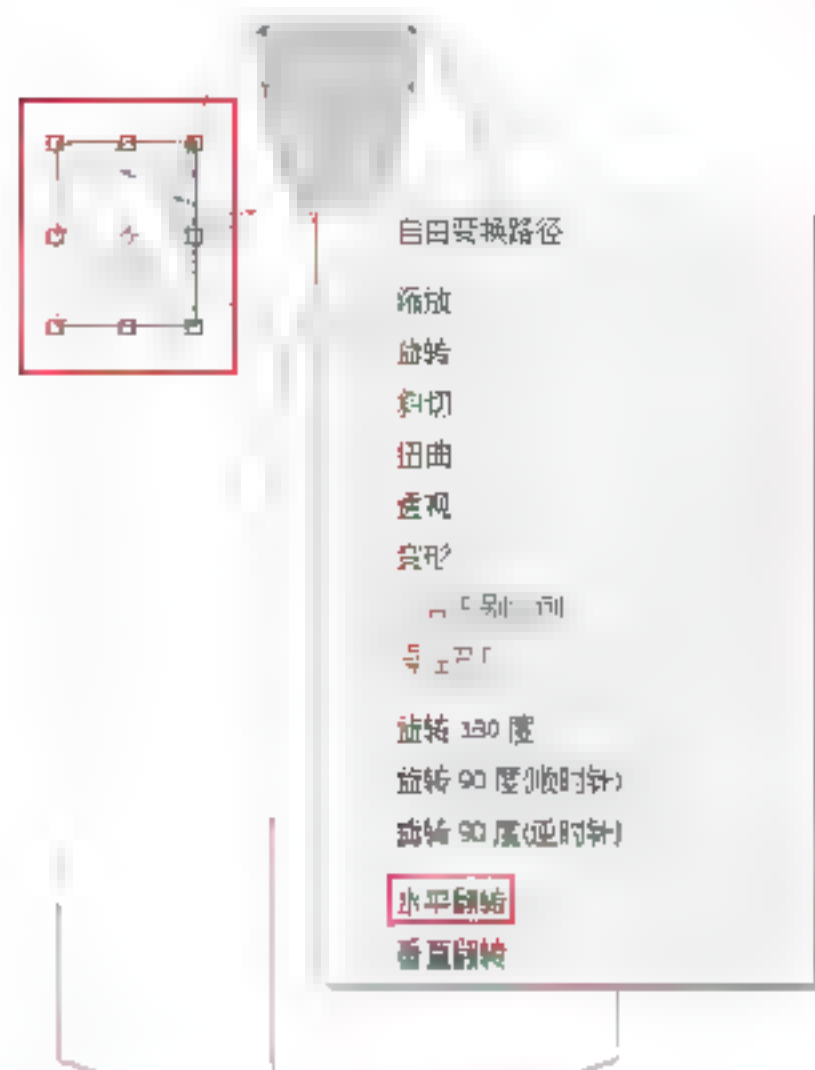 自由变换路径
缩放
旋转
斜切
扭曲
透视
变形
旋转 180 度
旋转 90 度(顺时针)
旋转 90 度(逆时针)
水平翻转
垂直翻转